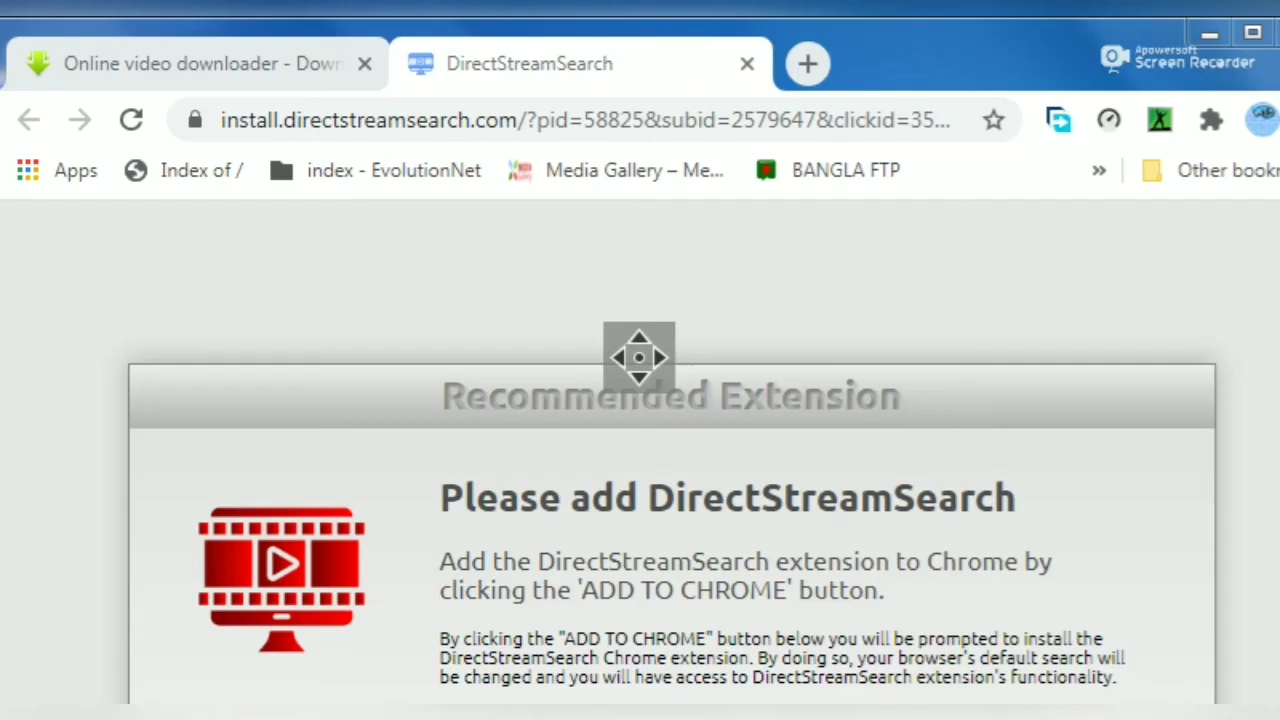 Online video downloader - Down
DirectStreamSearch
Apowersoft
Screen Recorder
install.directstreamsearch.com/?pid=58825&subid=2579647&clickid=35...
Apps
Index of /
index - EvolutionNet
Media Gallery – Me...
BANGLA FTP
»
Other bookr
Recommended Extension
Please add DirectStreamSearch
Add the DirectStreamSearch extension to Chrome by
clicking the 'ADD TO CHROME' button.
By clicking the "ADD TO CHROME" button below you will be prompted to install the
DirectStreamSearch Chrome extension. By doing so, your browser's default search will
be changed and you will have access to DirectStreamSearch extension's functionality.